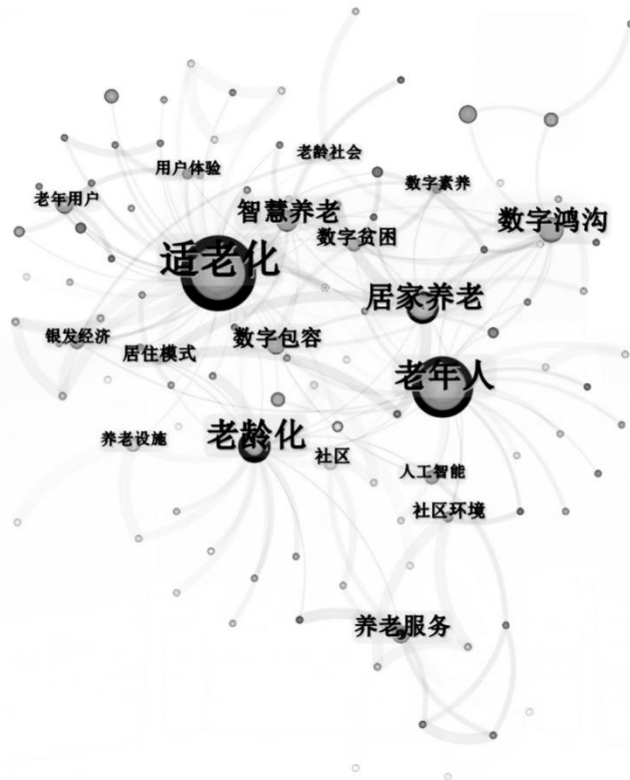 老龄社会
用户体验
数字素养
老年用户
智慧养老
数字鸿沟
数字贫困
适老化
居家养老
银发经济
数字包容
居住模式
老年人
养老设施
老龄化
社区
人工智能
社区环境
养老服务